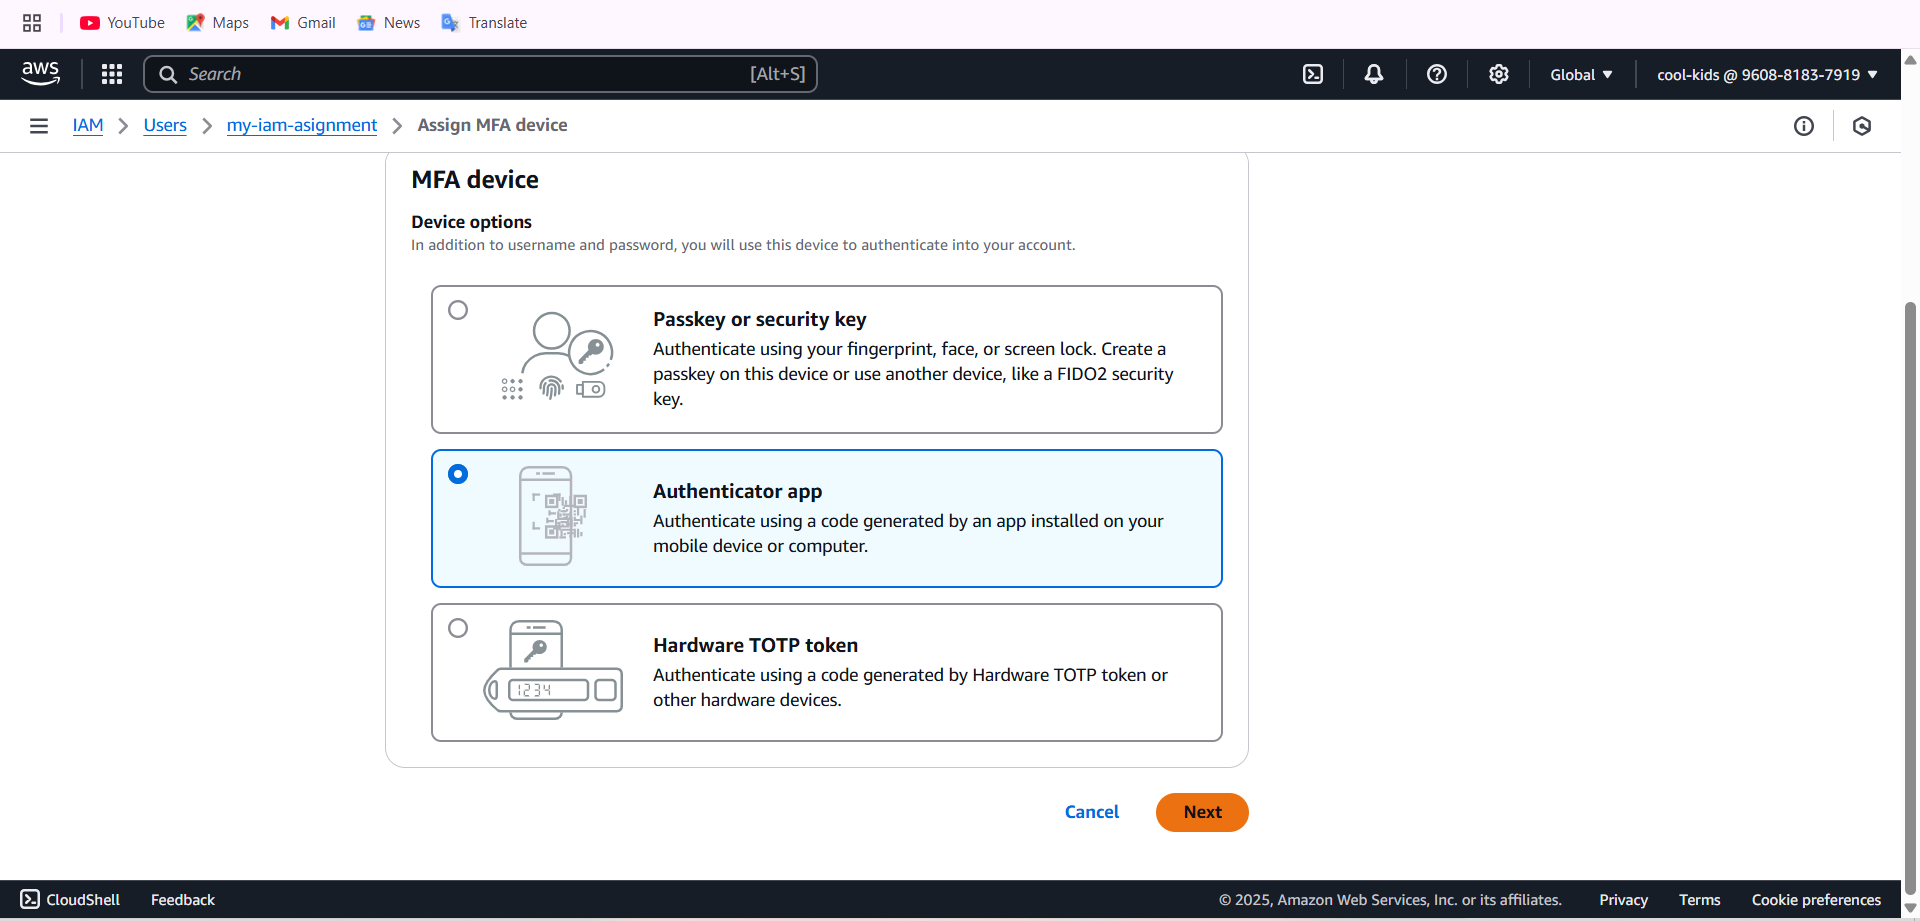 YouTube Maps Gmail News Translate
aws Search [Alt+S] Global cool-kids @ 9608-8183-7919
IAM Users my-iam-asignment Assign MFA device
MFA device
Device options
In addition to username and password, you will use this device to authenticate into your account.
Passkey or security key
Authenticate using your fingerprint, face, or screen lock. Create a
passkey on this device or use another device, like a FIDO2 security
key.
Authenticator app
Authenticate using a code generated by an app installed on your
mobile device or computer.
1234
Hardware TOTP token
Authenticate using a code generated by Hardware TOTP token or
other hardware devices.
Cancel Next
CloudShell Feedback © 2025, Amazon Web Services, Inc. or its affiliates. Privacy Terms Cookie preferences